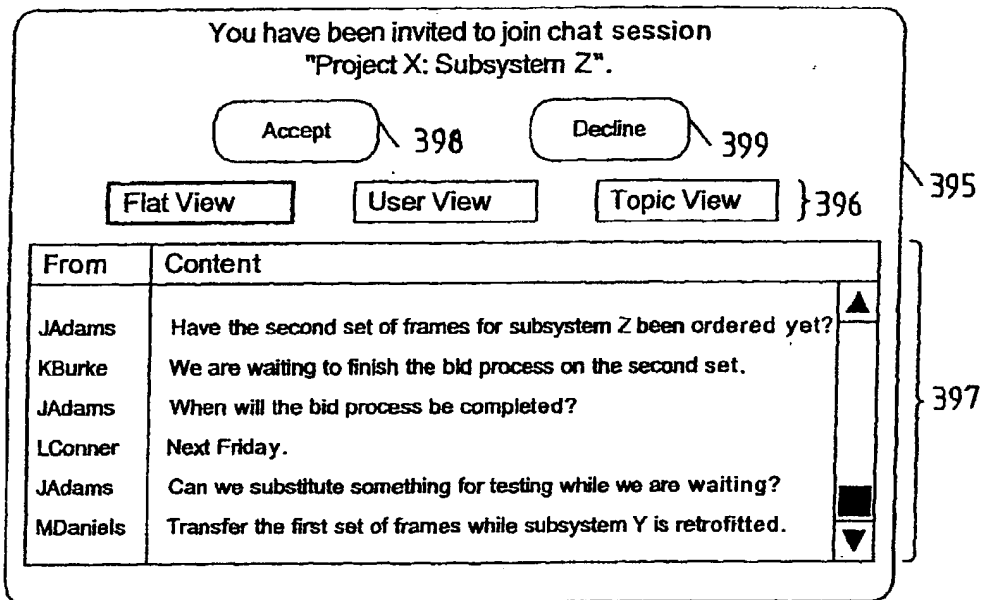 You have been invited to join chat session
"Project X: Subsystem Z".
Accept 398 Decline 399
395
Flat View User View Topic View 396
From Content
JAdams Have the second set of frames for subsystem Z been ordered yet?
KBurke We are waiting to finish the bid process on the second set.
JAdams When will the bid process be completed?
397
LConner Next Friday.
JAdams Can we substitute something for testing while we are waiting?
MDaniels Transfer the first set of frames while subsystem Y is retrofitted.